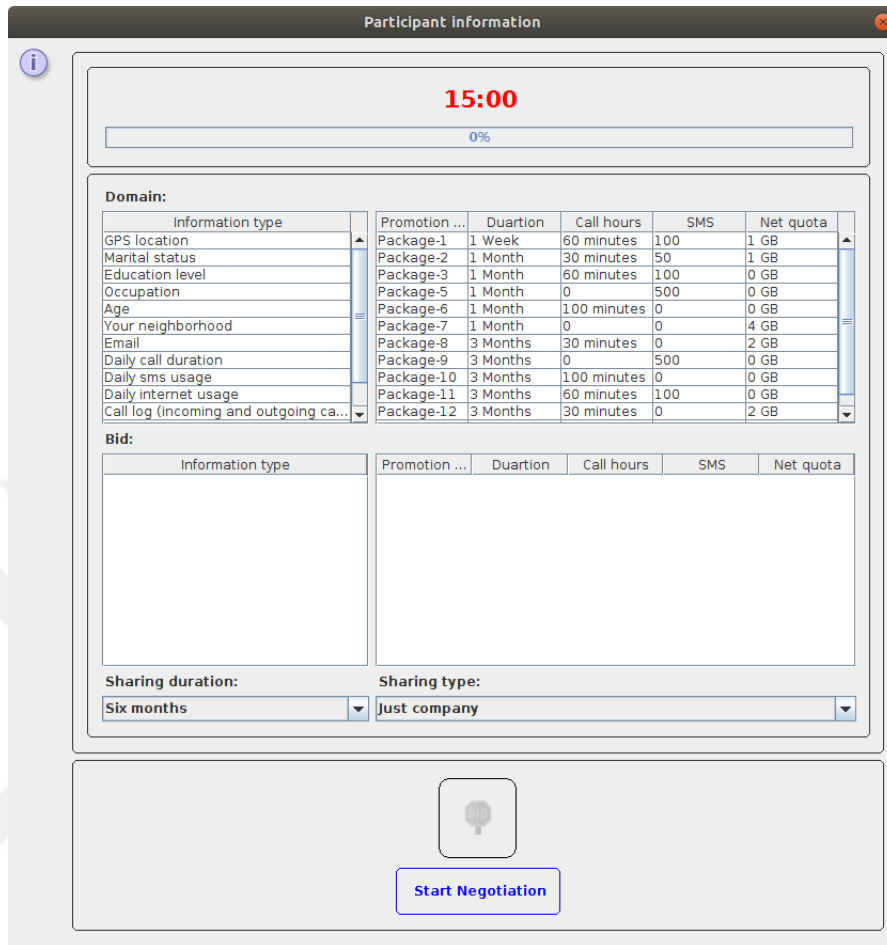 Participant information
i
15:00
0%
Domain:
Information type
GPS location
Marital status
Education level
Occupation
Age
Your neighborhood
Email
Daily call duration
Daily sms usage
Daily internet usage
Call log (incoming and outgoing ca...
Promotion ... Duartion Call hours SMS Net quota
Package-1 1 Week 60 minutes 100 1 GB
Package-2 1 Month 30 minutes 50 1 GB
Package-3 1 Month 60 minutes 100 0 GB
Package-5 1 Month 0 500 0 GB
Package-6 1 Month 100 minutes 0 0 GB
Package-7 1 Month 0 0 4 GB
Package-8 3 Months 30 minutes 0 2 GB
Package-9 3 Months 0 500 0 GB
Package-10 3 Months 100 minutes 0 0 GB
Package-11 3 Months 60 minutes 100 0 GB
Package-12 3 Months 30 minutes 0 2 GB
Bid:
Information type
Promotion ... Duartion Call hours SMS Net quota
Sharing duration:
Six months
Sharing type:
Just company
BID
Start Negotiation